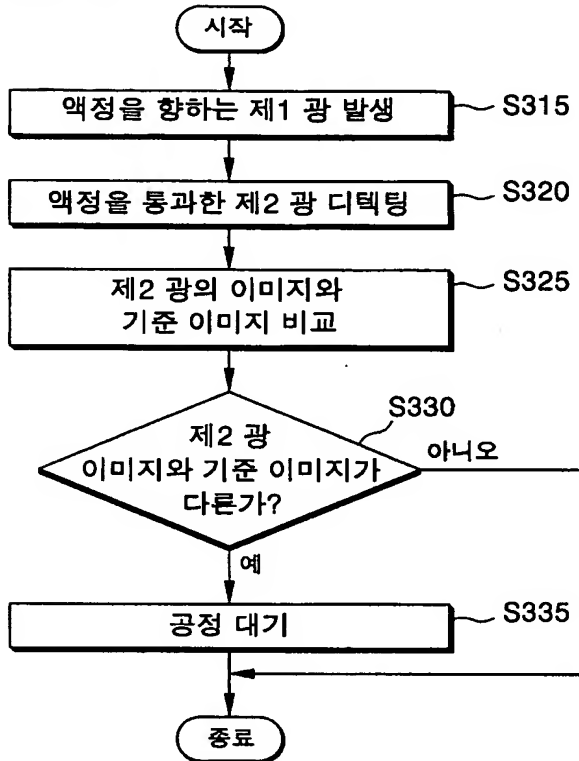 시작
액정을 향하는 제1 광 발생
S315
액정을 통과한 제2 광 디텍팅
S320
제2 광의 이미지와
기준 이미지 비교
S325
S330
제2 광
이미지와 기준 이미지가
다른가?
아니오
예
공정 대기
S335
종료